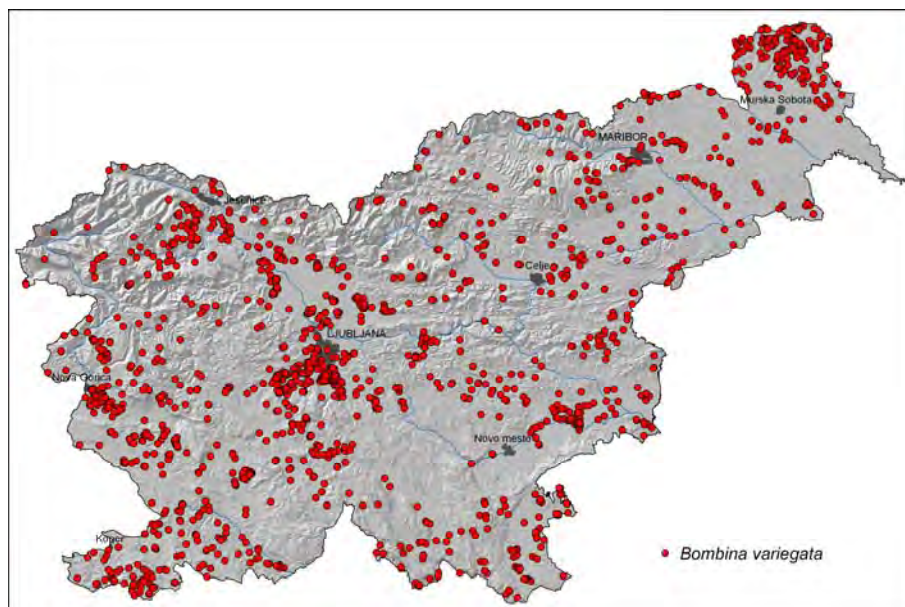 Murska Sobota
MARIBOR
Jesenice
Celje
LJUBLJANA
Nova Gorica
Novo mesto
Koper
Bombina variegata